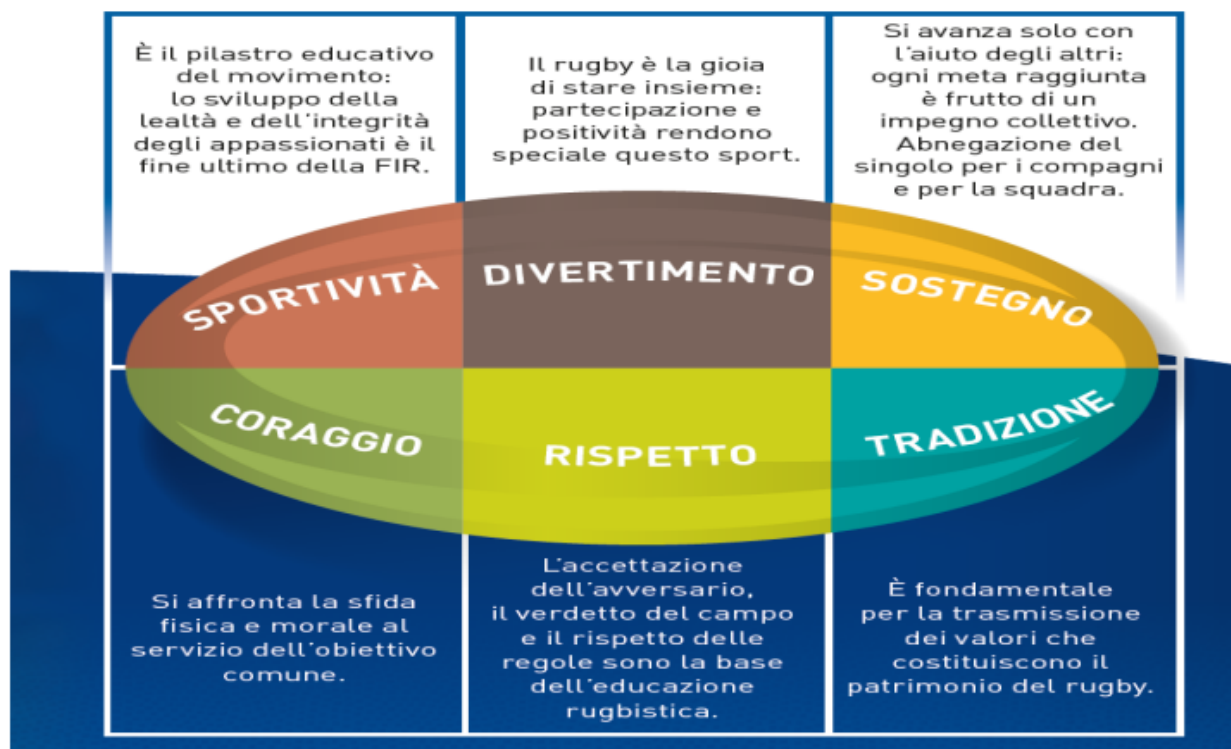 È il pilastro educativo
del movimento:
lo sviluppo della
lealtà e dell'integrità
degli appassionati è il
fine ultimo della FIR.
Il rugby è la gioia
di stare insieme:
partecipazione e
positività rendono
speciale questo sport.
Si avanza solo con
l'aiuto degli altri:
ogni meta raggiunta
è frutto di un
impegno collettivo.
Abnegazione del
singolo per i compagni
e per la squadra.
SPORTIVITÀ
DIVERTIMENTO
SOSTEGNO
CORAGGIO
RISPETTO
TRADIZIONE
Si affronta la sfida
fisica e morale al
servizio dell'obiettivo
comune.
L'accettazione
dell'avversario,
il verdetto del campo
e il rispetto delle
regole sono la base
dell'educazione
rugbistica.
È fondamentale
per la trasmissione
dei valori che
costituiscono il
patrimonio del rugby.